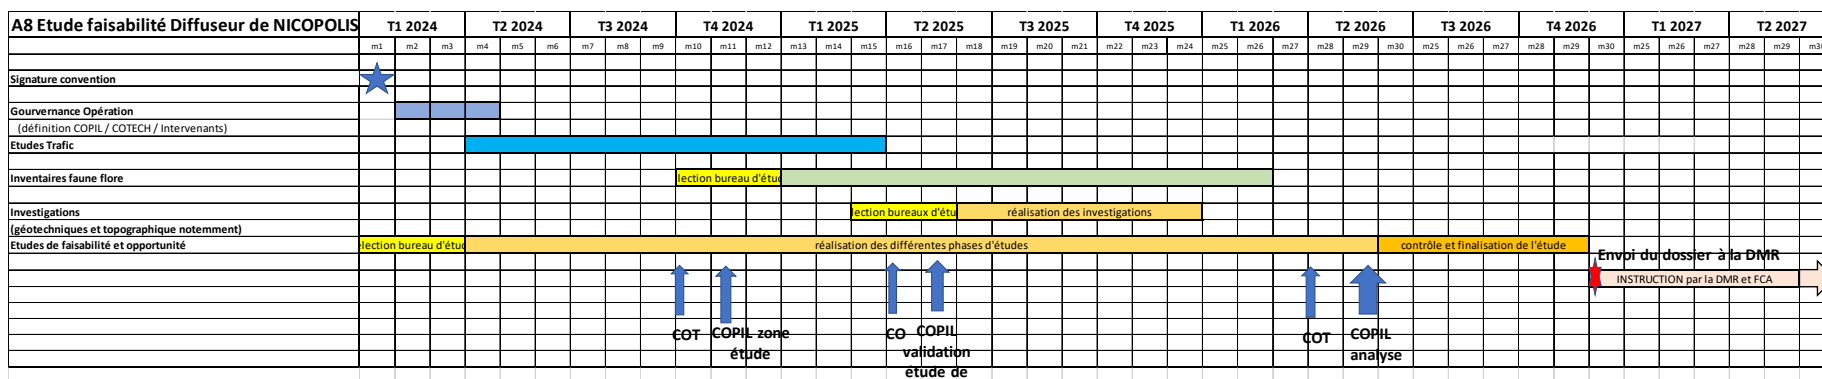 A8 Etude faisabilité Diffuseur de NICOPOLIS T1 2024 T2 2024 T3 2024 T4 2024 T1 2025 T2 2025 T3 2025 T4 2025 T1 2026 T2 2026 T3 2026 T4 2026 T1 2027 T2 2027
m1 m2 m3 m4 m5 m6 m7 m8 m9 m10 m11 m12 m13 m14 m15 m16 m17 m18 m19 m20 m21 m22 m23 m24 m25 m26 m27 m28 m29 m30 m25 m26 m27 m28 m29 m30 m25 m26 m27 m28 m29 m30
Signature convention
Gourvernance Opération
(définition COPIL / COTECH / Intervenants)
Etudes Trafic
Inventaires faune flore lection bureau d'étud
Investigations lection bureaux d'étu réalisation des investigations
(géotechniques et topographique notemment)
Etudes de faisabilité et opportunité lection bureau d'étud réalisation des différentes phases d'études contrôle et finalisation de l'étude
Envoi du dossier à la DMR
INSTRUCTION par la DMR et FCA
COT COPIL zone étude CO COPIL validation étude de COT COPIL analyse